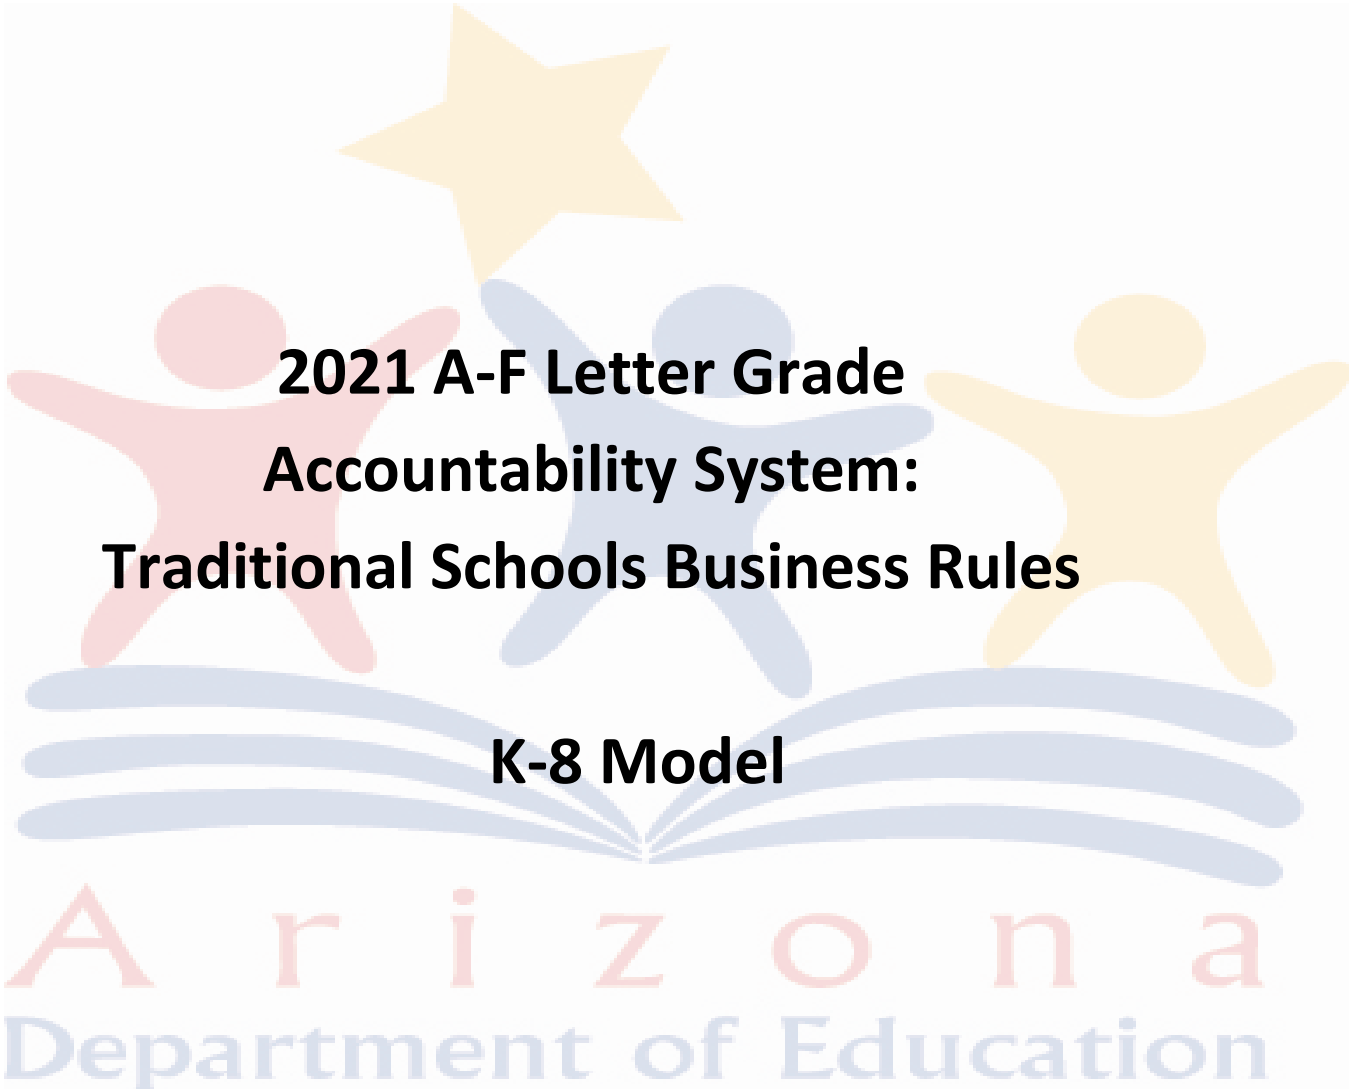 2021 A-F Letter Grade
Accountability System:
Traditional Schools Business Rules
K-8 Model
Arizona
Department of Education